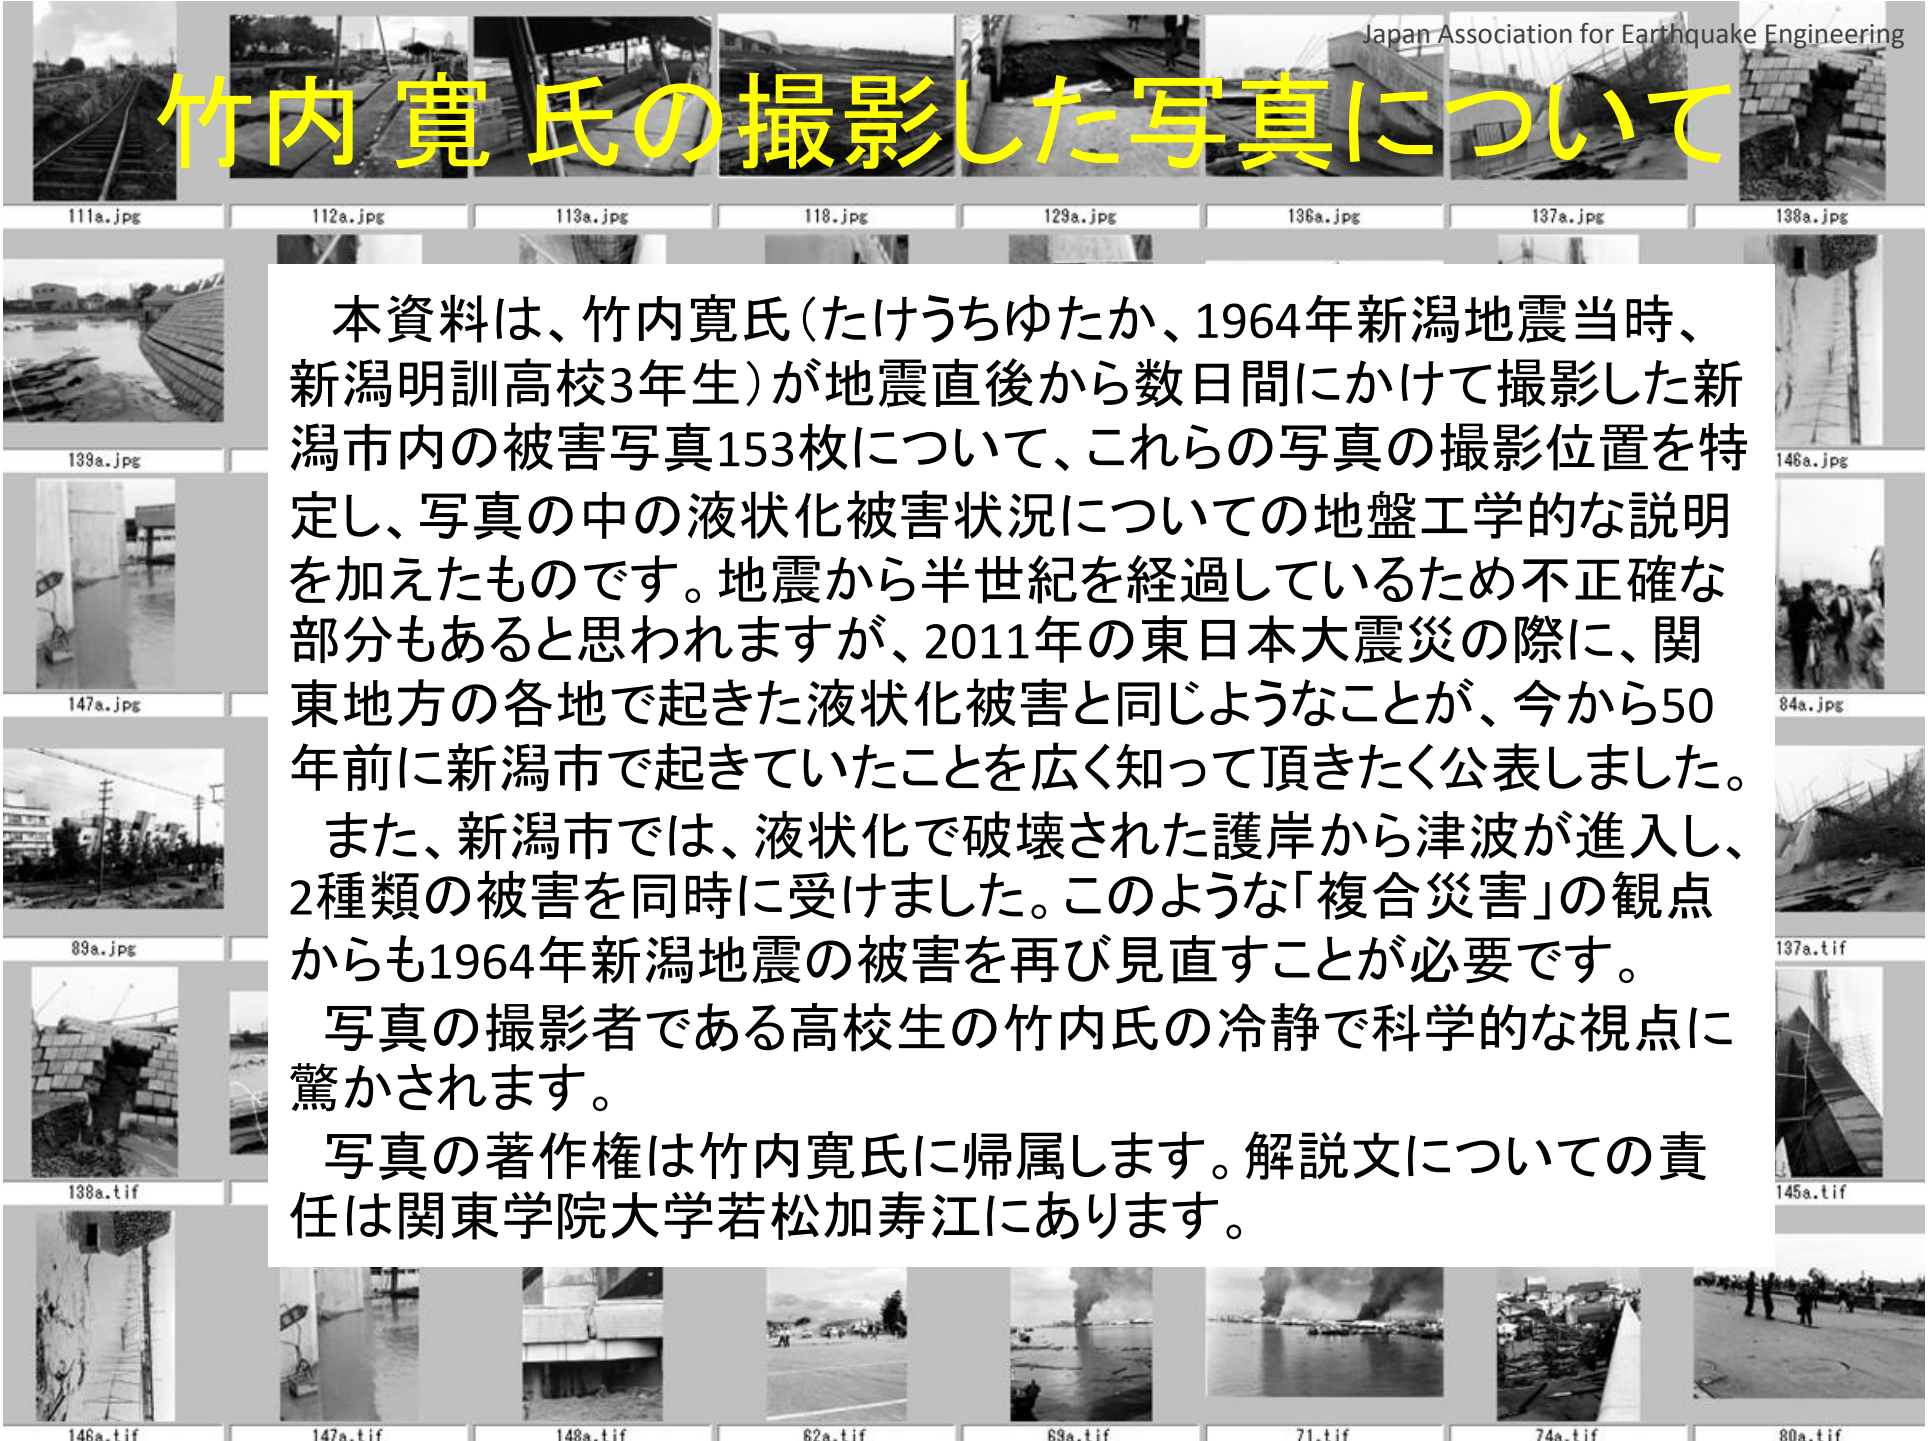 Japan Association for Earthquake Engineering
竹内 寛 氏の撮影した写真について
111a.jpg
112a.jpg
113a.jpg
118.jpg
129a.jpg
136a.jpg
137a.jpg
138a.jpg
本資料は、竹内寛氏（たけうちゆたか、1964年新潟地震当時、
新潟明訓高校3年生）が地震直後から数日間にかけて撮影した新
潟市内の被害写真153枚について、これらの写真の撮影位置を特
定し、写真の中の液状化被害状況についての地盤工学的な説明
を加えたものです。地震から半世紀を経過しているため不正確な
部分もあると思われますが、2011年の東日本大震災の際に、関
東地方の各地で起きた液状化被害と同じようなことが、今から50
年前に新潟市で起きていたことを広く知って頂きたく公表しました。
また、新潟市では、液状化で破壊された護岸から津波が進入し、
2種類の被害を同時に受けました。このような「複合災害」の観点
からも1964年新潟地震の被害を再び見直すことが必要です。
写真の撮影者である高校生の竹内氏の冷静で科学的な視点に
驚かされます。
写真の著作権は竹内寛氏に帰属します。解説文についての責
任は関東学院大学若松加寿江にあります。
139a.jpg
146a.jpg
147a.jpg
84a.jpg
89a.jpg
137a.tif
138a.tif
145a.tif
146a.tif
147a.tif
148a.tif
62a.tif
69a.tif
71.tif
74a.tif
80a.tif